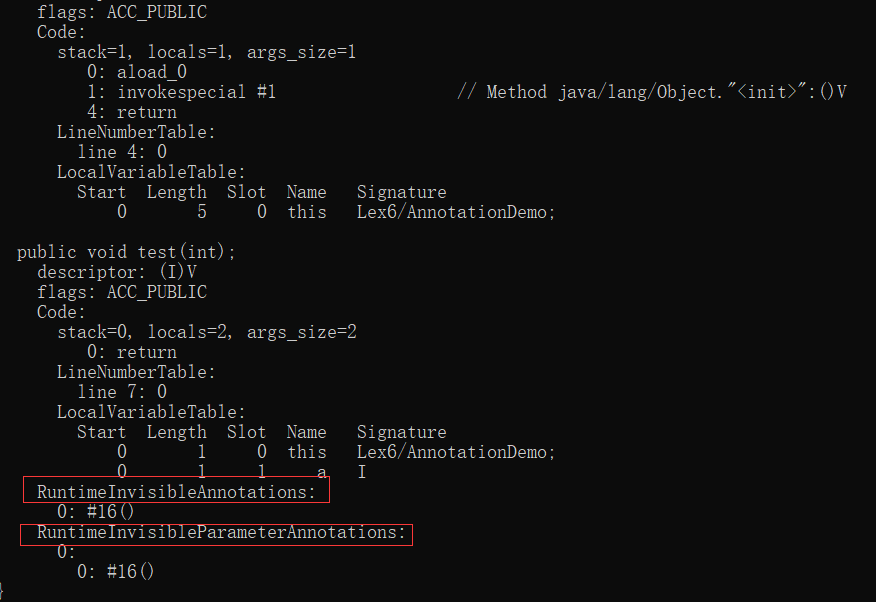 flags: ACC_PUBLIC
Code:
stack=1, locals=1, args_size=1
0: aload_0
1: invokespecial #1 // Method java/lang/Object."<init>":()V
4: return
LineNumberTable:
line 4: 0
LocalVariableTable:
Start Length Slot Name Signature
0 5 0 this Lex6/AnnotationDemo;
public void test(int);
descriptor: (I)V
flags: ACC_PUBLIC
Code:
stack=0, locals=2, args_size=2
0: return
LineNumberTable:
line 7: 0
LocalVariableTable:
Start Length Slot Name Signature
0 1 0 this Lex6/AnnotationDemo;
0 1 1 a I
RuntimeInvisibleAnnotations:
0: #16()
RuntimeInvisibleParameterAnnotations:
0:
0: #16()
}